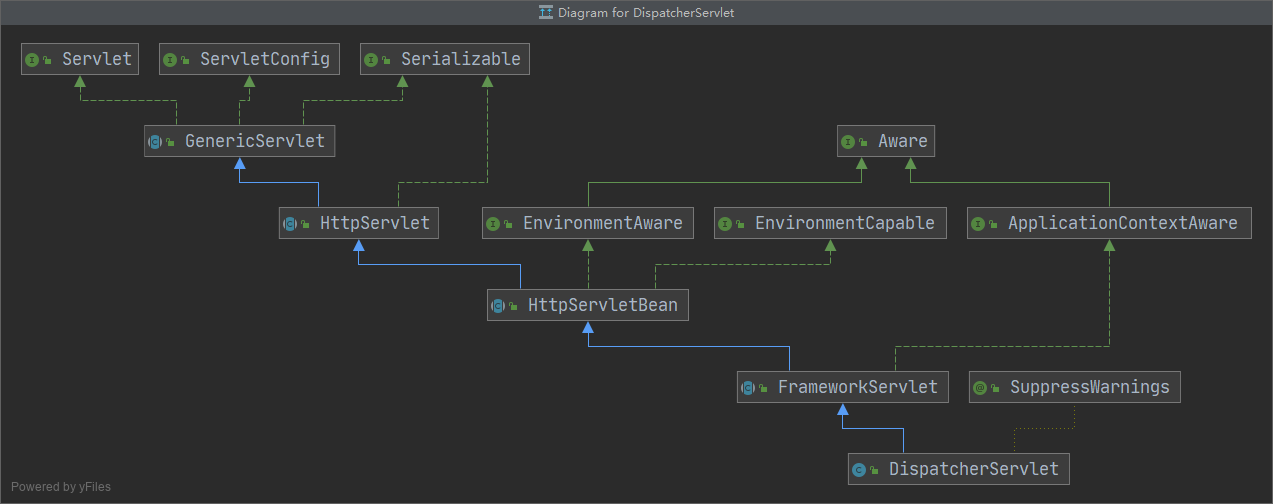 Diagram for DispatcherServlet
Servlet
ServletConfig
Serializable
GenericServlet
Aware
HttpServlet
EnvironmentAware
EnvironmentCapable
ApplicationContextAware
HttpServletBean
FrameworkServlet
SuppressWarnings
DispatcherServlet
Powered by yFiles